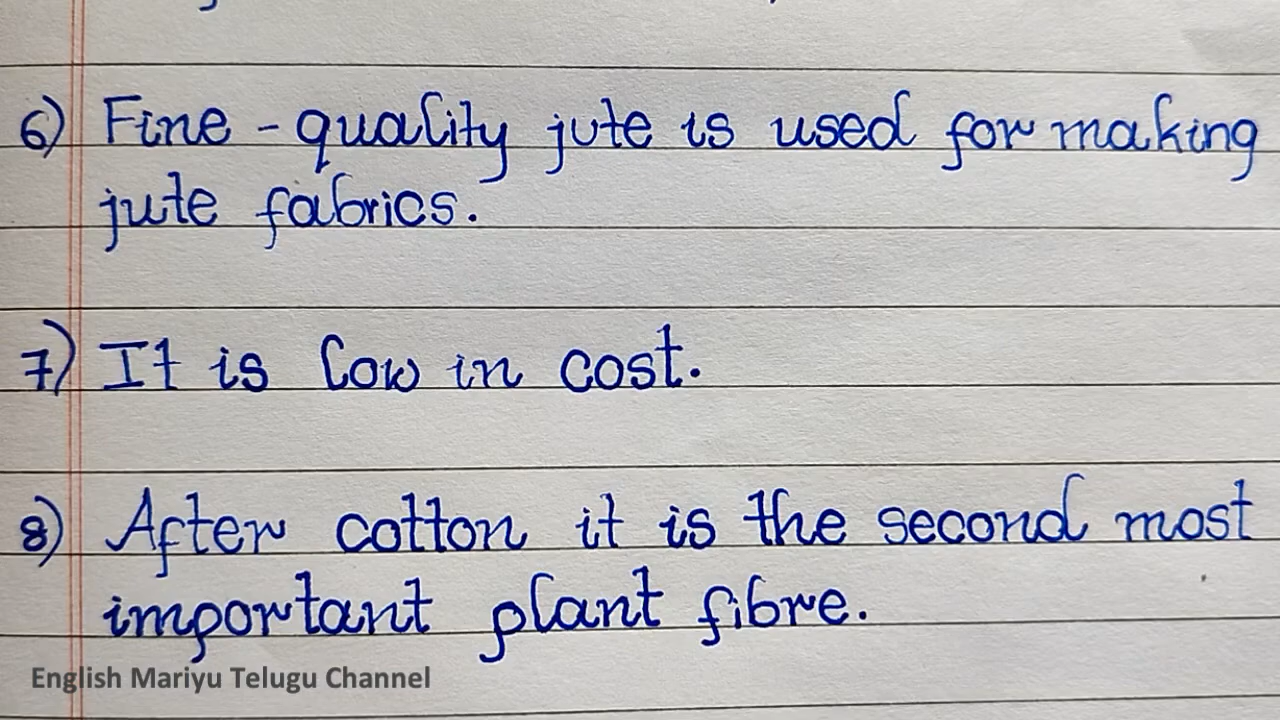 6) Fine-quality jute is used for making
jute fabrics.
7) It is low in cost.
8) After cotton it is the second most
important plant fibre.
English Mariyu Telugu Channel